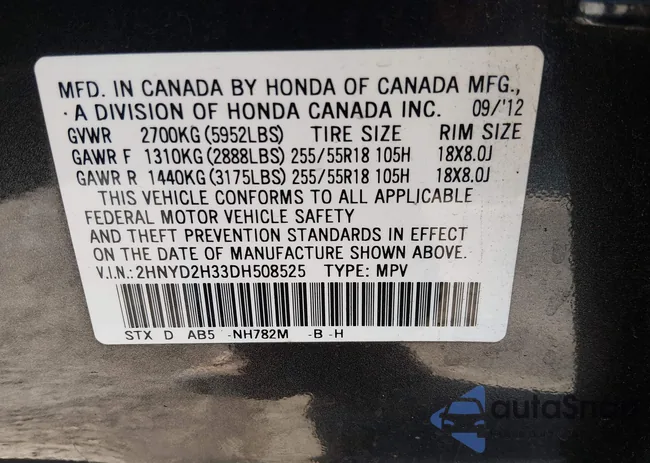 MFD. IN CANADA BY HONDA OF CANADA MFG.,
A DIVISION OF HONDA CANADA INC. 09/'12
GVWR 2700KG (5952LBS) TIRE SIZE RIM SIZE
GAWR F 1310KG (2888LBS) 255/55R18 105H 18X8.0J
GAWR R 1440KG (3175LBS) 255/55R18 105H 18X8.0J
THIS VEHICLE CONFORMS TO ALL APPLICABLE
FEDERAL MOTOR VEHICLE SAFETY
AND THEFT PREVENTION STANDARDS IN EFFECT
ON THE DATE OF MANUFACTURE SHOWN ABOVE.
V.I.N.: 2HNYD2H33DH508525 TYPE: MPV
STX D AB5 -NH782M -B -H